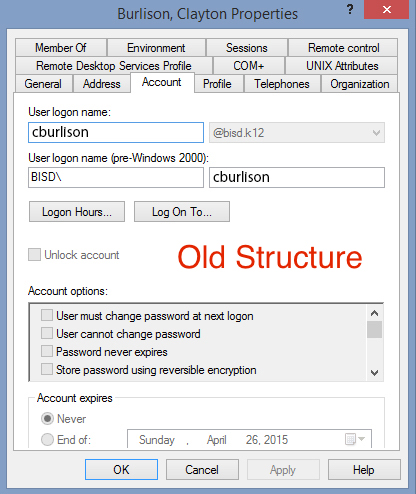 Burlison, Clayton Properties ? ×
Member Of Environment Sessions Remote control
Remote Desktop Services Profile COM+ UNIX Attributes
General Address Account Profile Telephones Organization
User logon name:
cburlison @bisd.k12
User logon name (pre-Windows 2000):
BISD\ cburlison
Logon Hours... Log On To...
Unlock account
Old Structure
Account options:
User must change password at next logon
User cannot change password
Password never expires
Store password using reversible encryption
Account expires
Never
End of: Sunday , April 26, 2015
OK Cancel Apply Help